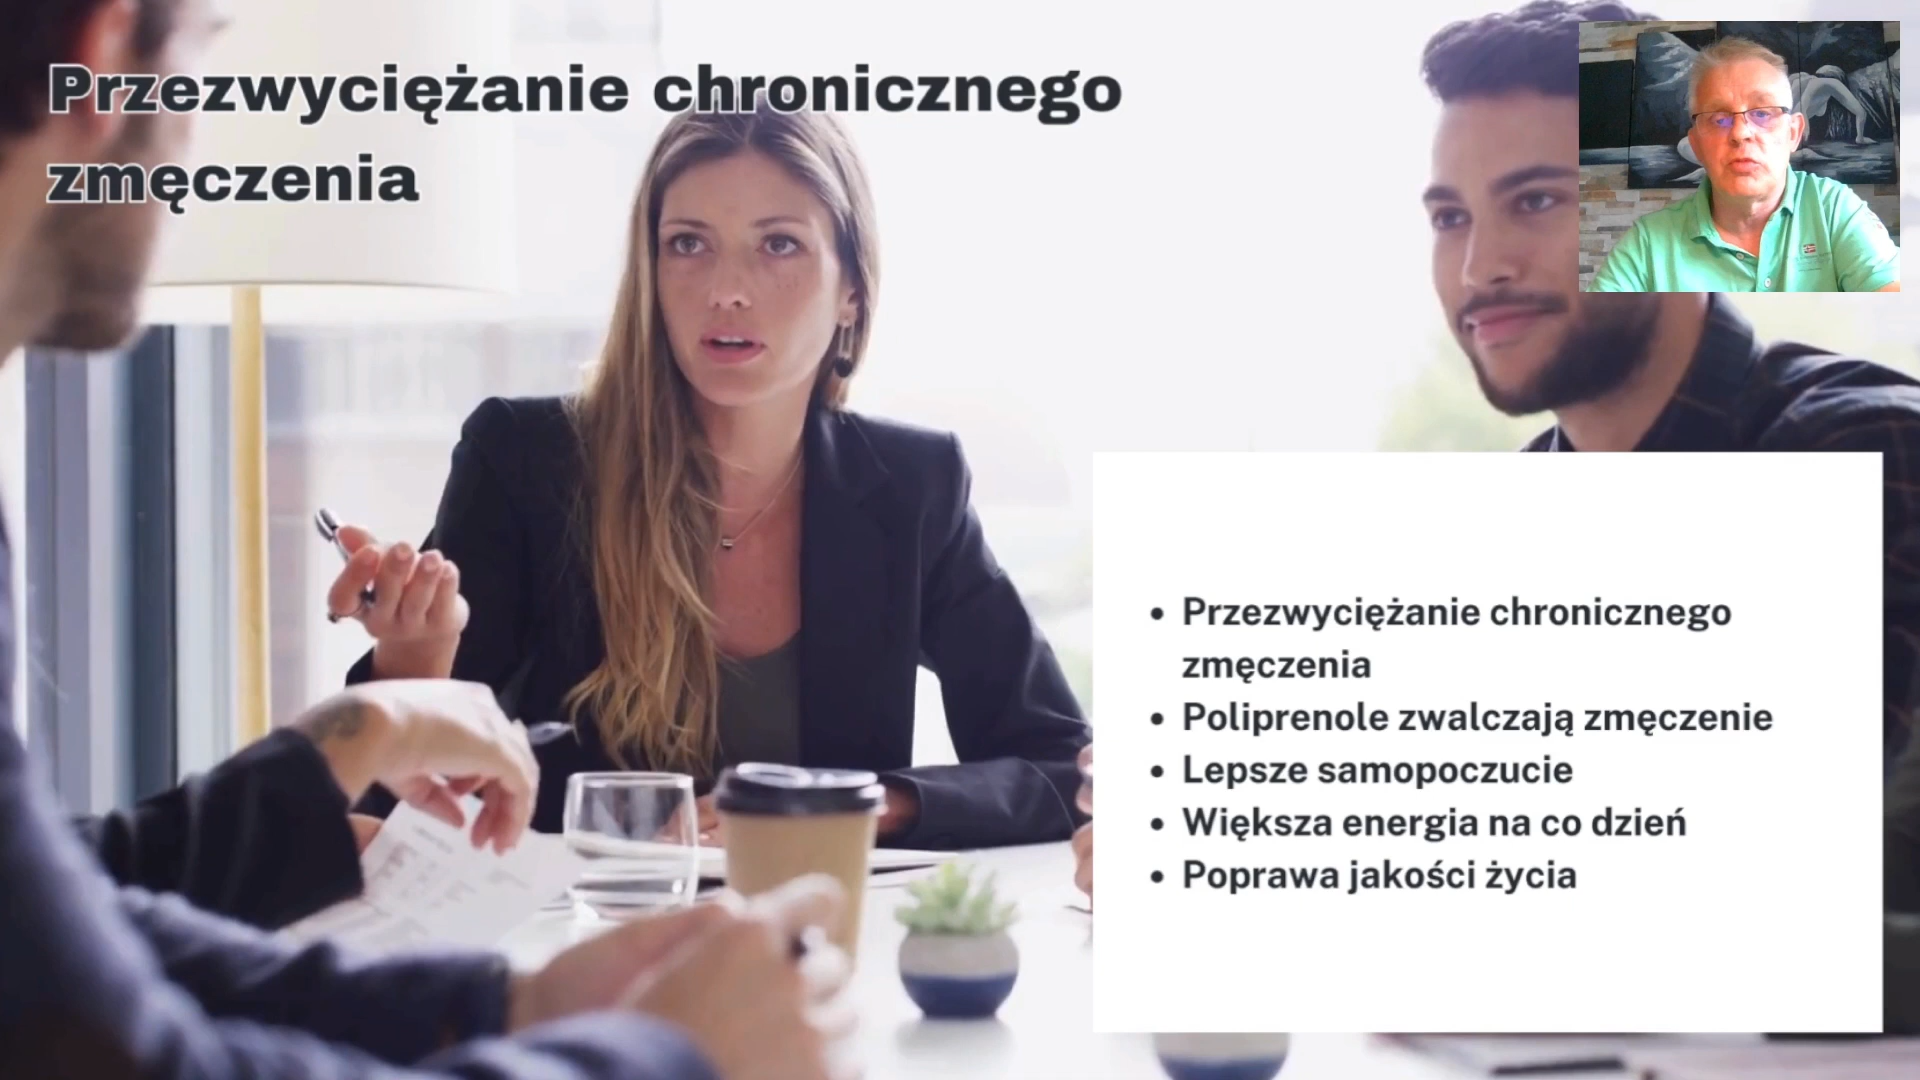 Przezwyciężanie chronicznego
zmęczenia
• Przezwyciężanie chronicznego
zmęczenia
• Poliprenole zwalczają zmęczenie
• Lepsze samopoczucie
• Większa energia na co dzień
• Poprawa jakości życia